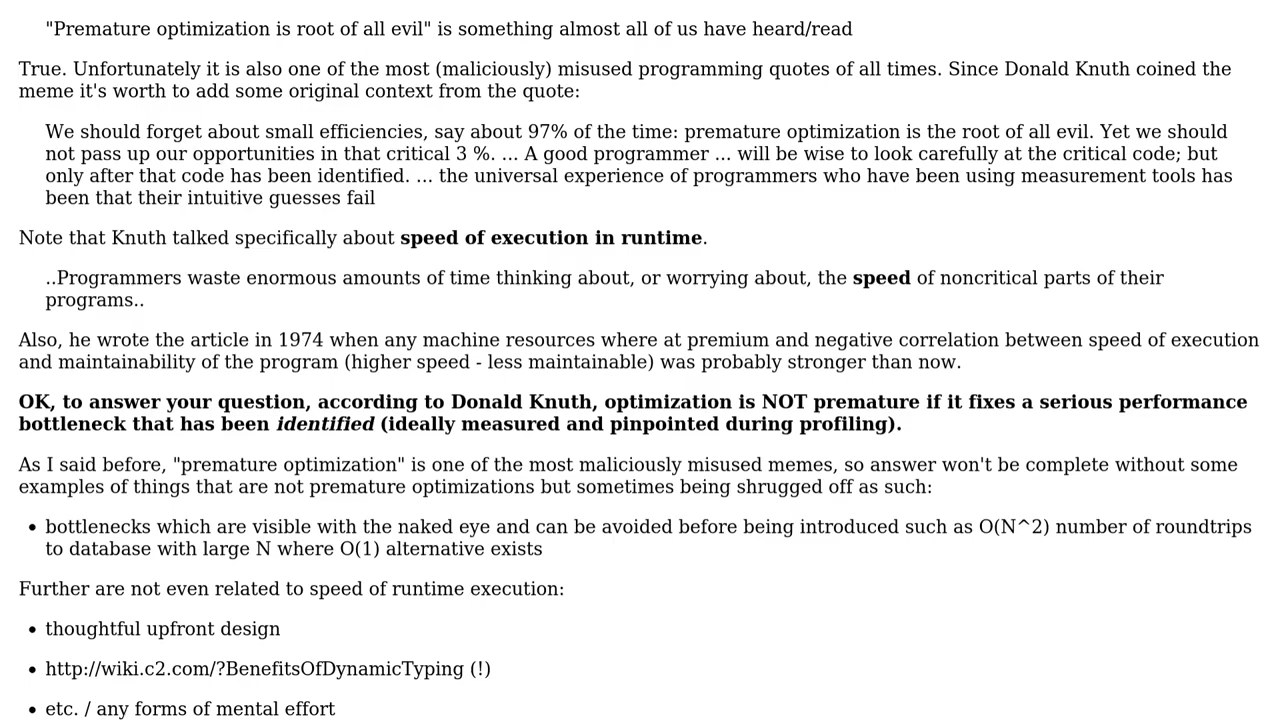 "Premature optimization is root of all evil" is something almost all of us have heard/read
True. Unfortunately it is also one of the most (maliciously) misused programming quotes of all times. Since Donald Knuth coined the
meme it's worth to add some original context from the quote:
We should forget about small efficiencies, say about 97% of the time: premature optimization is the root of all evil. Yet we should
not pass up our opportunities in that critical 3 %. ... A good programmer ... will be wise to look carefully at the critical code; but
only after that code has been identified. ... the universal experience of programmers who have been using measurement tools has
been that their intuitive guesses fail
Note that Knuth talked specifically about speed of execution in runtime.
..Programmers waste enormous amounts of time thinking about, or worrying about, the speed of noncritical parts of their
programs..
Also, he wrote the article in 1974 when any machine resources where at premium and negative correlation between speed of execution
and maintainability of the program (higher speed - less maintainable) was probably stronger than now.
OK, to answer your question, according to Donald Knuth, optimization is NOT premature if it fixes a serious performance
bottleneck that has been identified (ideally measured and pinpointed during profiling).
As I said before, "premature optimization" is one of the most maliciously misused memes, so answer won't be complete without some
examples of things that are not premature optimizations but sometimes being shrugged off as such:
• bottlenecks which are visible with the naked eye and can be avoided before being introduced such as O(N^2) number of roundtrips
to database with large N where O(1) alternative exists
Further are not even related to speed of runtime execution:
• thoughtful upfront design
• http://wiki.c2.com/?BenefitsOfDynamicTyping (!)
• etc. / any forms of mental effort